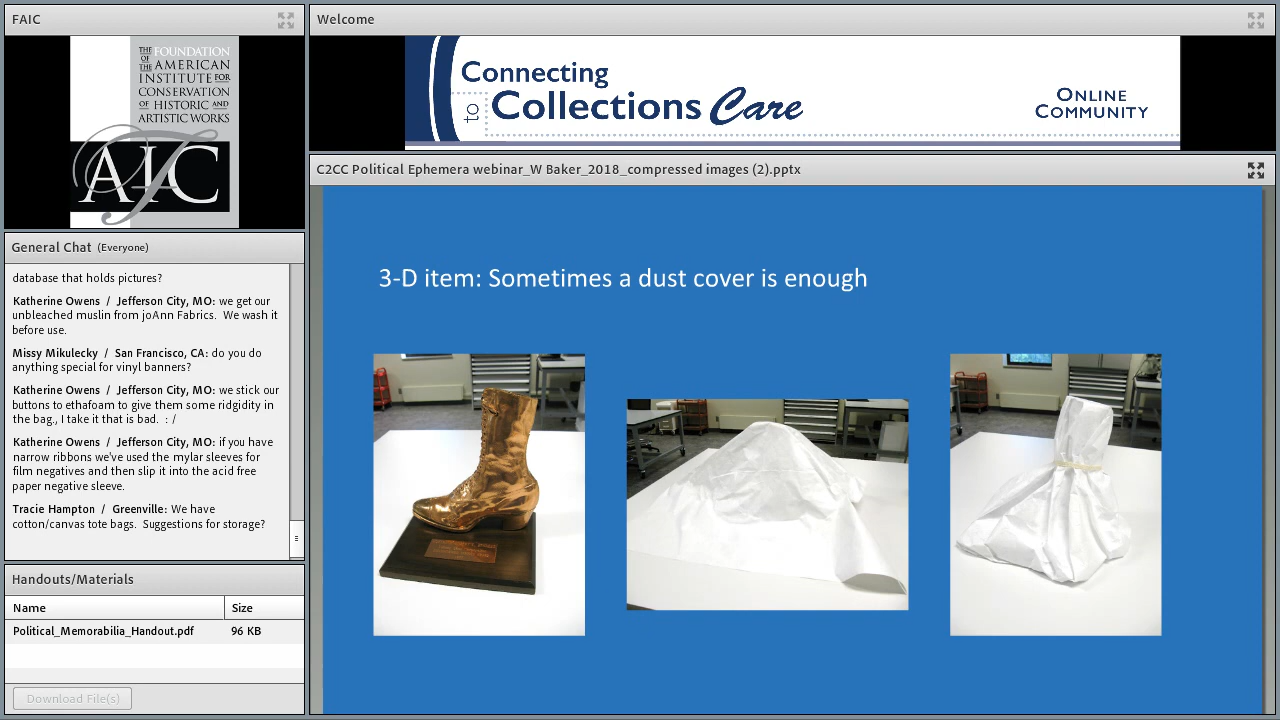 FAIC
THE FOUNDATION
OF THE AMERICAN
INSTITUTE FOR
CONSERVATION
OF HISTORIC AND
ARTISTIC WORKS
AIC
Welcome
Connecting
to Collections Care
ONLINE
COMMUNITY
C2CC Political Ephemera webinar_W Baker_2018_compressed images (2).pptx
3-D item: Sometimes a dust cover is enough
General Chat (Everyone)
database that holds pictures?
Katherine Owens / Jefferson City, MO: we get our
unbleached muslin from joAnn Fabrics. We wash it
before use.
Missy Mikulecky / San Francisco, CA: do you do
anything special for vinyl banners?
Katherine Owens / Jefferson City, MO: we stick our
buttons to ethafoam to give them some ridgidity in
the bag., I take it that is bad. : /
Katherine Owens / Jefferson City, MO: if you have
narrow ribbons we've used the mylar sleeves for
film negatives and then slip it into the acid free
paper negative sleeve.
Tracie Hampton / Greenville: We have
cotton/canvas tote bags. Suggestions for storage?
Handouts/Materials
Name Size
Political_Memorabilia_Handout.pdf 96 KB
Download File(s)